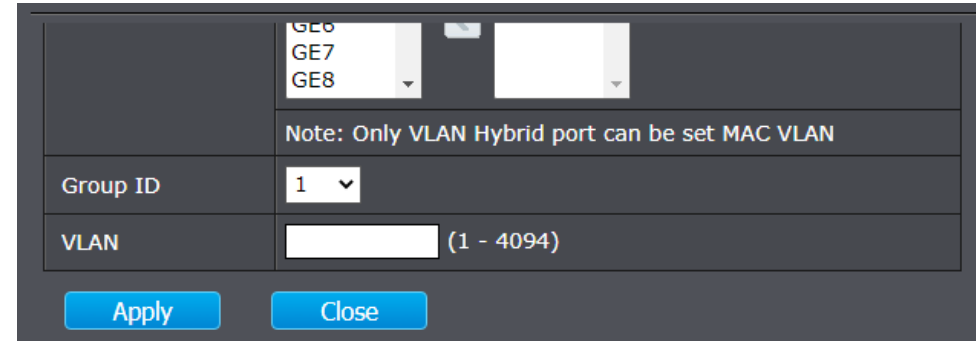 GE6
GE7
GE8
Note: Only VLAN Hybrid port can be set MAC VLAN
Group ID
1
VLAN
(1 - 4094)
Apply
Close